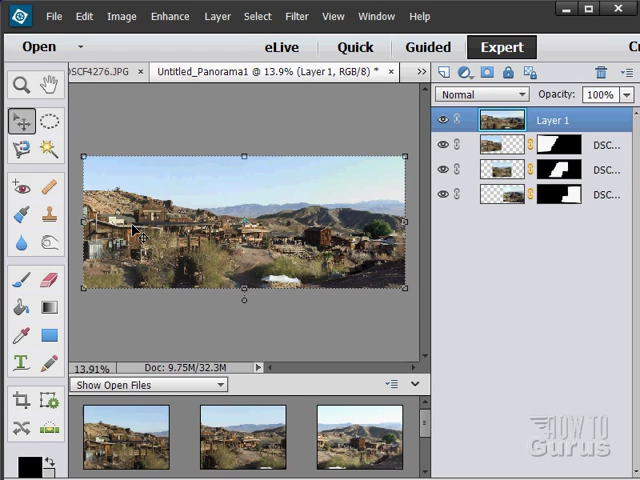 File Edit Image Enhance Layer Select Filter View Window Help
Open eLive Quick Guided Expert
DSCF4276.JPG × Untitled_Panorama1 @ 13.9% (Layer 1, RGB/8) * ×
Normal Opacity: 100%
Layer 1
DSC...
DSC...
DSC...
13.91% Doc: 9.75M/32.3M
Show Open Files
HOW TO
Gurus